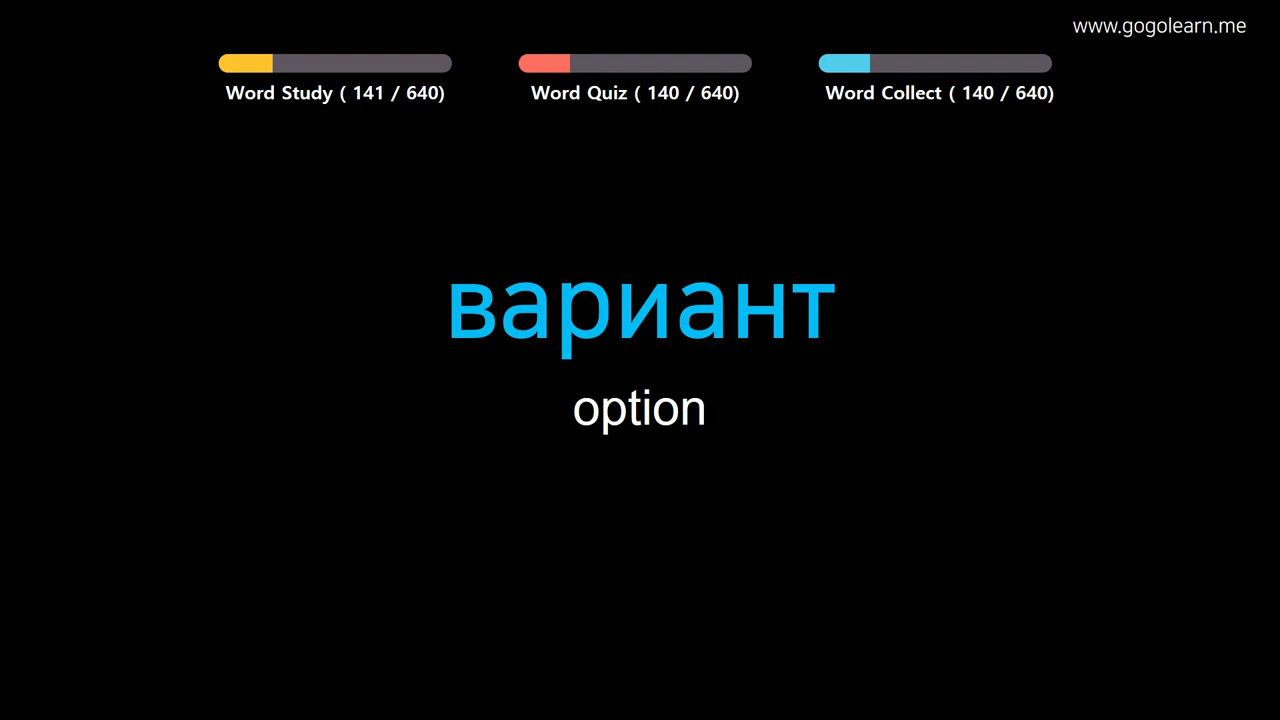 www.gogolearn.me
Word Study ( 141 / 640)
Word Quiz ( 140 / 640)
Word Collect ( 140 / 640)
вариант
option